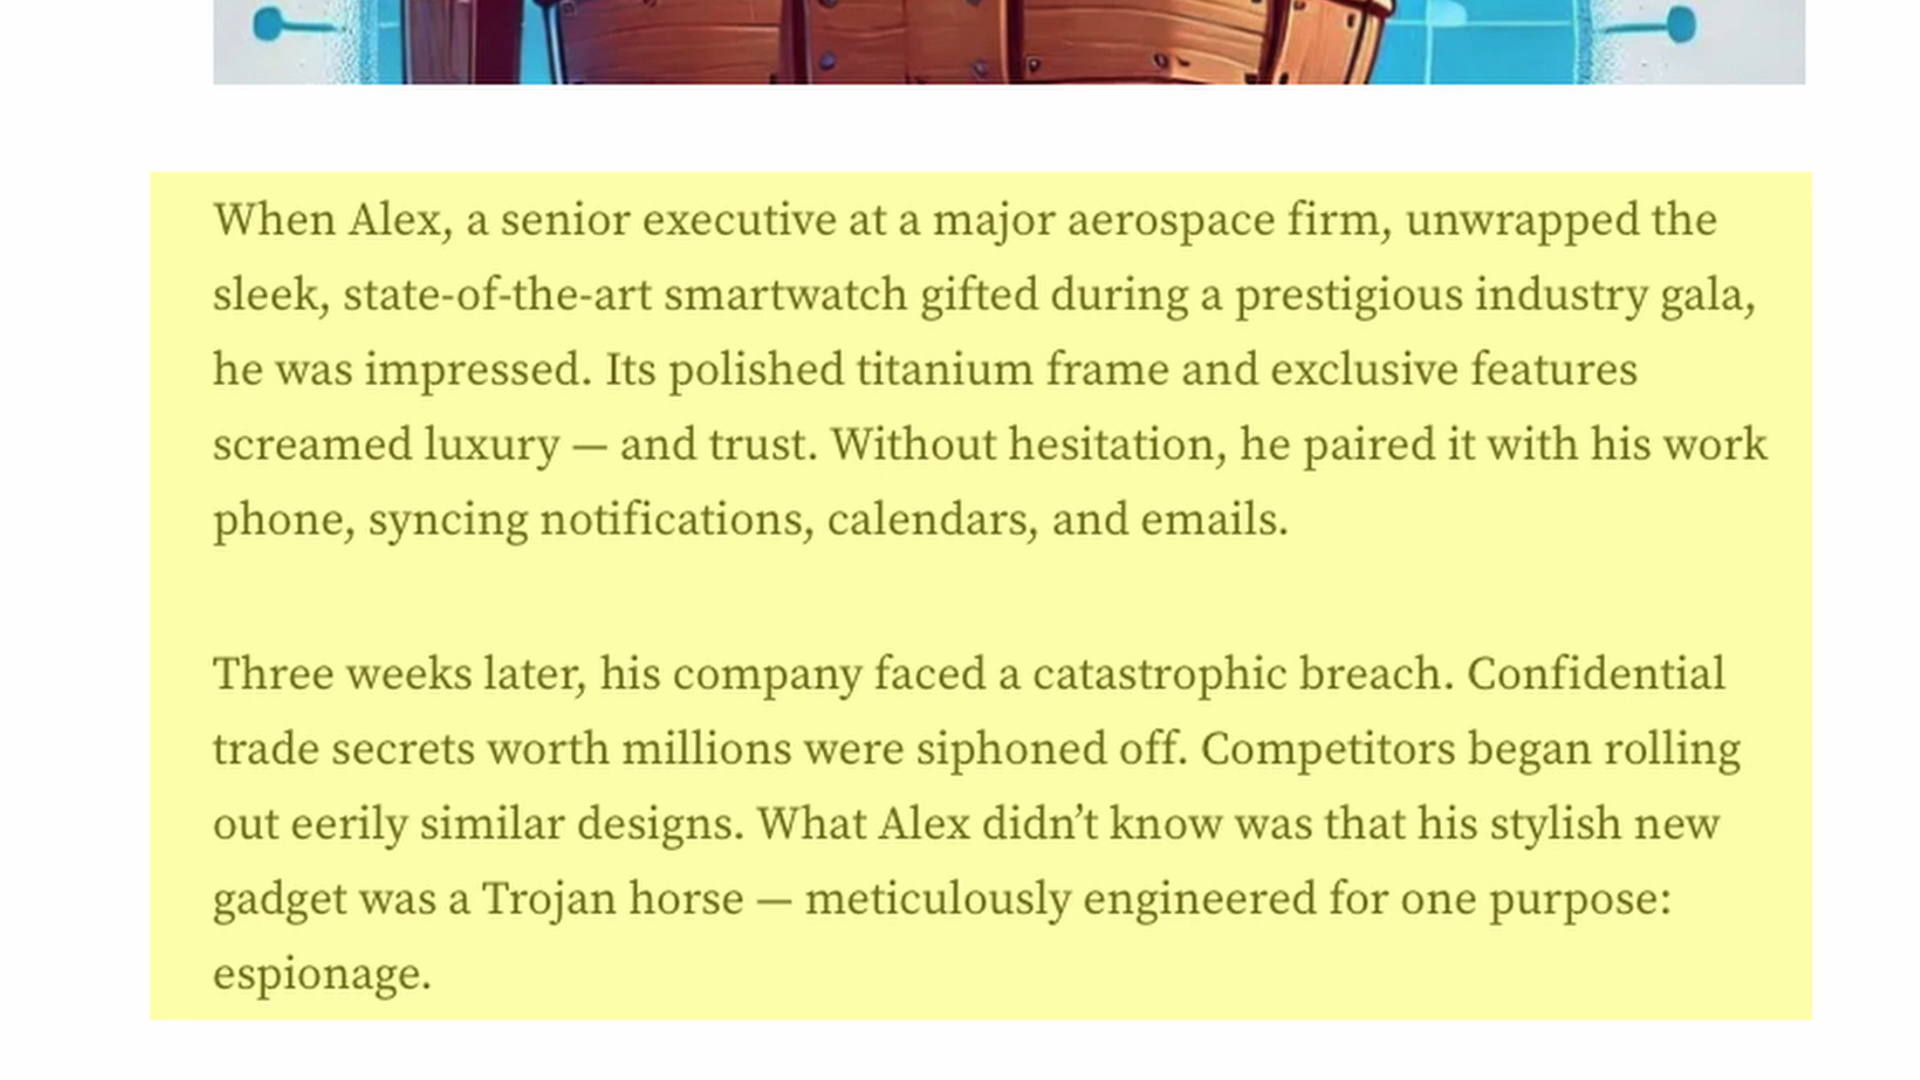 When Alex, a senior executive at a major aerospace firm, unwrapped the
sleek, state-of-the-art smartwatch gifted during a prestigious industry gala,
he was impressed. Its polished titanium frame and exclusive features
screamed luxury — and trust. Without hesitation, he paired it with his work
phone, syncing notifications, calendars, and emails.
Three weeks later, his company faced a catastrophic breach. Confidential
trade secrets worth millions were siphoned off. Competitors began rolling
out eerily similar designs. What Alex didn’t know was that his stylish new
gadget was a Trojan horse — meticulously engineered for one purpose:
espionage.